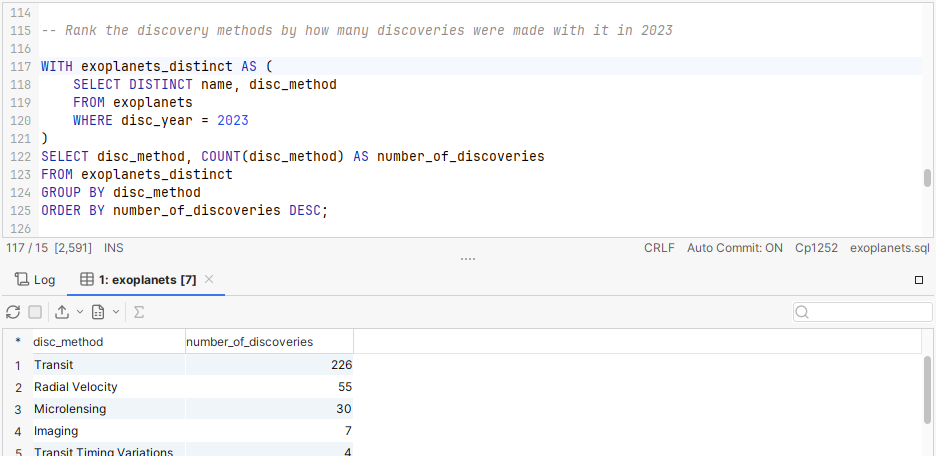 114
115 -- Rank the discovery methods by how many discoveries were made with it in 2023
116
117 WITH exoplanets_distinct AS (
118     SELECT DISTINCT name, disc_method
119     FROM exoplanets
120     WHERE disc_year = 2023
121 )
122 SELECT disc_method, COUNT(disc_method) AS number_of_discoveries
123 FROM exoplanets_distinct
124 GROUP BY disc_method
125 ORDER BY number_of_discoveries DESC;
126
117 / 15 [2,591] INS CRLF Auto Commit: ON Cp1252 exoplanets.sql
Log 1: exoplanets [7]
* disc_method number_of_discoveries
1 Transit 226
2 Radial Velocity 55
3 Microlensing 30
4 Imaging 7
5 Transit Timing Variations 4